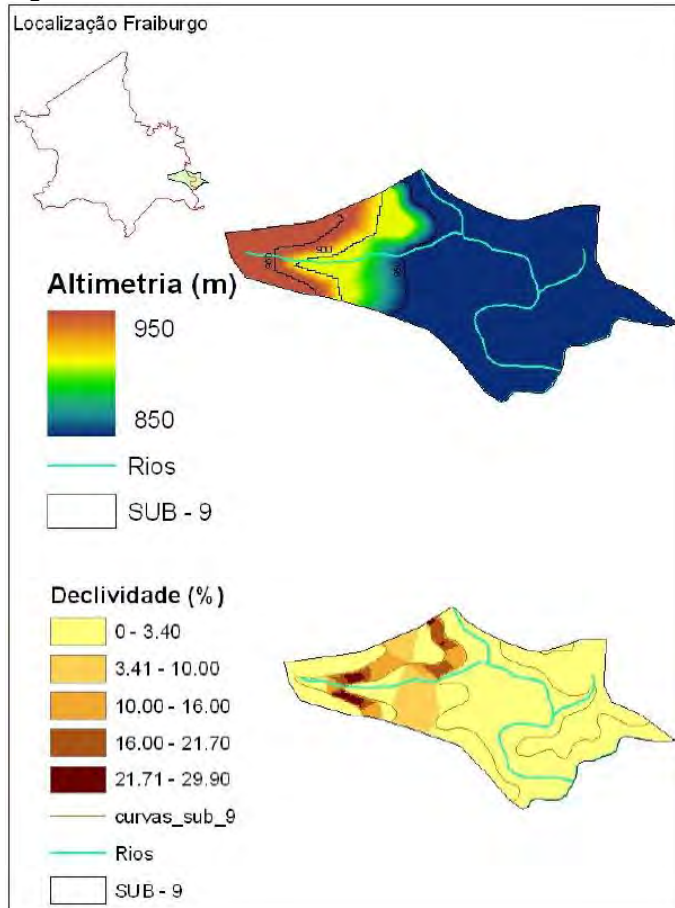 Localização Fraiburgo
900
Altimetria (m)
950
850
Rios
SUB - 9
Declividade (%)
0 - 3.40
3.41 - 10.00
10.00 - 16.00
16.00 - 21.70
21.71 - 29.90
curvas_sub_9
Rios
SUB - 9